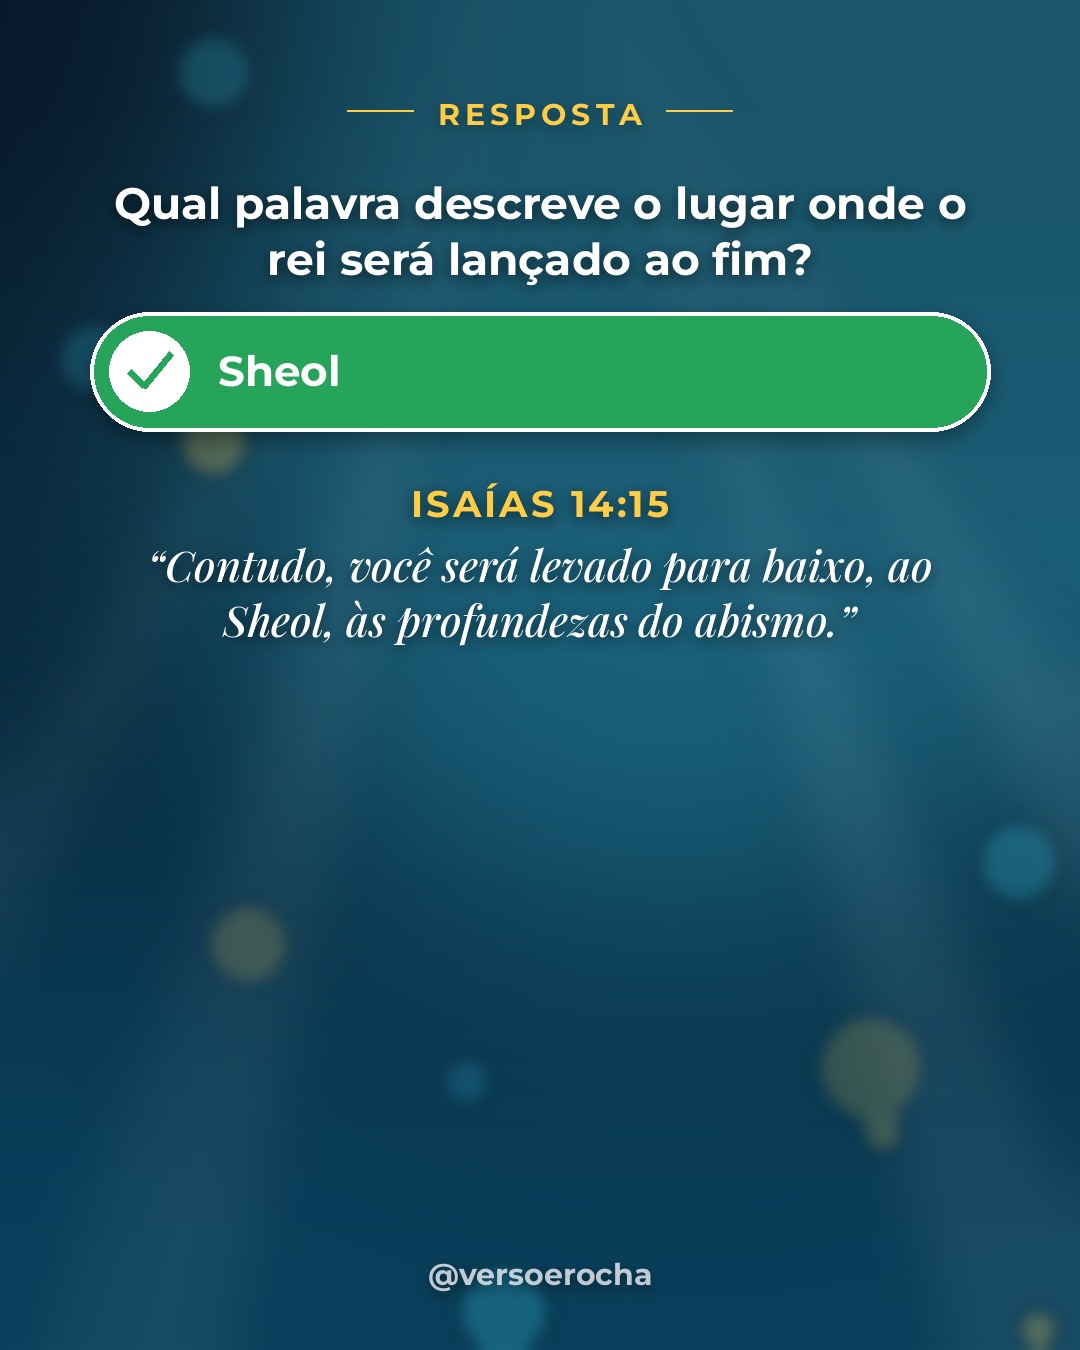 RESPOSTA
Qual palavra descreve o lugar onde o
rei será lançado ao fim?
Sheol
ISAÍAS 14:15
“Contudo, você será levado para baixo, ao
Sheol, às profundezas do abismo.”
@versoerocha